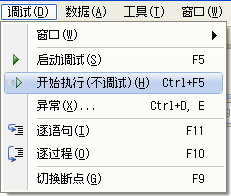 调试(D) 数据(A) 工具(I) 窗口(W)
窗口(W)
启动调试(S) F5
开始执行(不调试)(H) Ctrl+F5
异常(X)... Ctrl+D, E
逐语句(I) F11
逐过程(O) F10
切换断点(G) F9